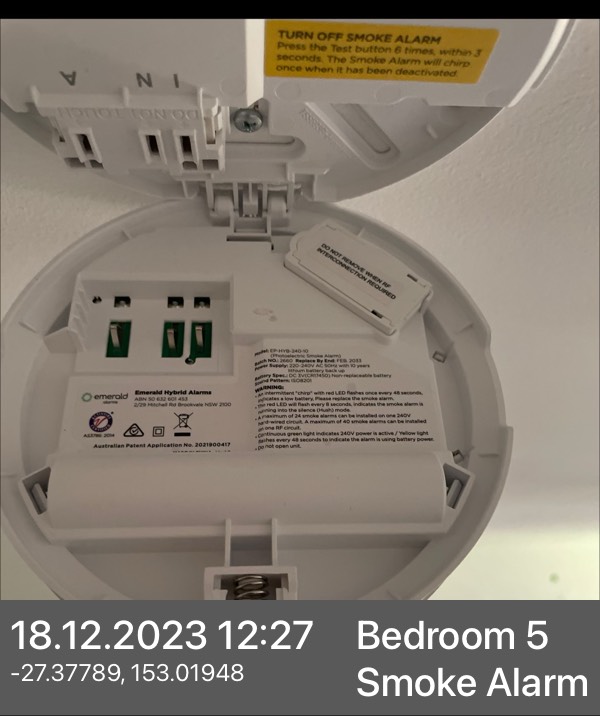 TURN OFF SMOKE ALARM
Press the Test button 6 times, within 3
seconds. The Smoke Alarm will chirp
once when it has been deactivated.
A N I
DO NOT REMOVE WHEN RF
INTERCONNECTION REQUIRED
Model: EP-HYB-240-10
(Photoelectric Smoke Alarm)
Batch NO.: 2660 Replace By End: FEB. 2033
Power Supply: 220-240V AC 50Hz with 10 years
lithium battery back up
Battery Spec.: DC 3V(CR17450) Non-replaceable battery
Sound Pattern: ISO8201
WARNING:
An intermittent "chirp" with red LED flashes once every 48 seconds,
indicates a low battery. Please replace the smoke alarm.
red LED will flash every 8 seconds, indicates the smoke alarm is
running into the silence (Hush) mode.
A maximum of 24 smoke alarms can be installed on one 240V
hard-wired circuit. A maximum of 40 smoke alarms can be installed
on one RF circuit.
Continuous green light indicates 240V power is active / Yellow light
flashes every 48 seconds to indicate the alarm is using battery power.
Do not open unit.
emerald
alarms
Emerald Hybrid Alarms
ABN 50 632 601 453
2/29 Mitchell Rd Brookvale NSW 2100
AS3786: 2014
Australian Patent Application No. 2021900417
18.12.2023 12:27
-27.37789, 153.01948
Bedroom 5
Smoke Alarm